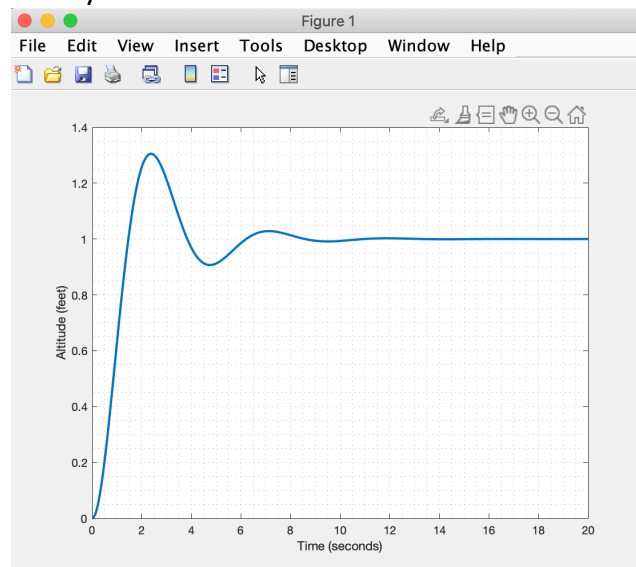 Figure 1
File Edit View Insert Tools Desktop Window Help
1.4
1.2
1
0.8
0.6
0.4
0.2
0
Altitude (feet)
0 2 4 6 8 10 12 14 16 18 20
Time (seconds)